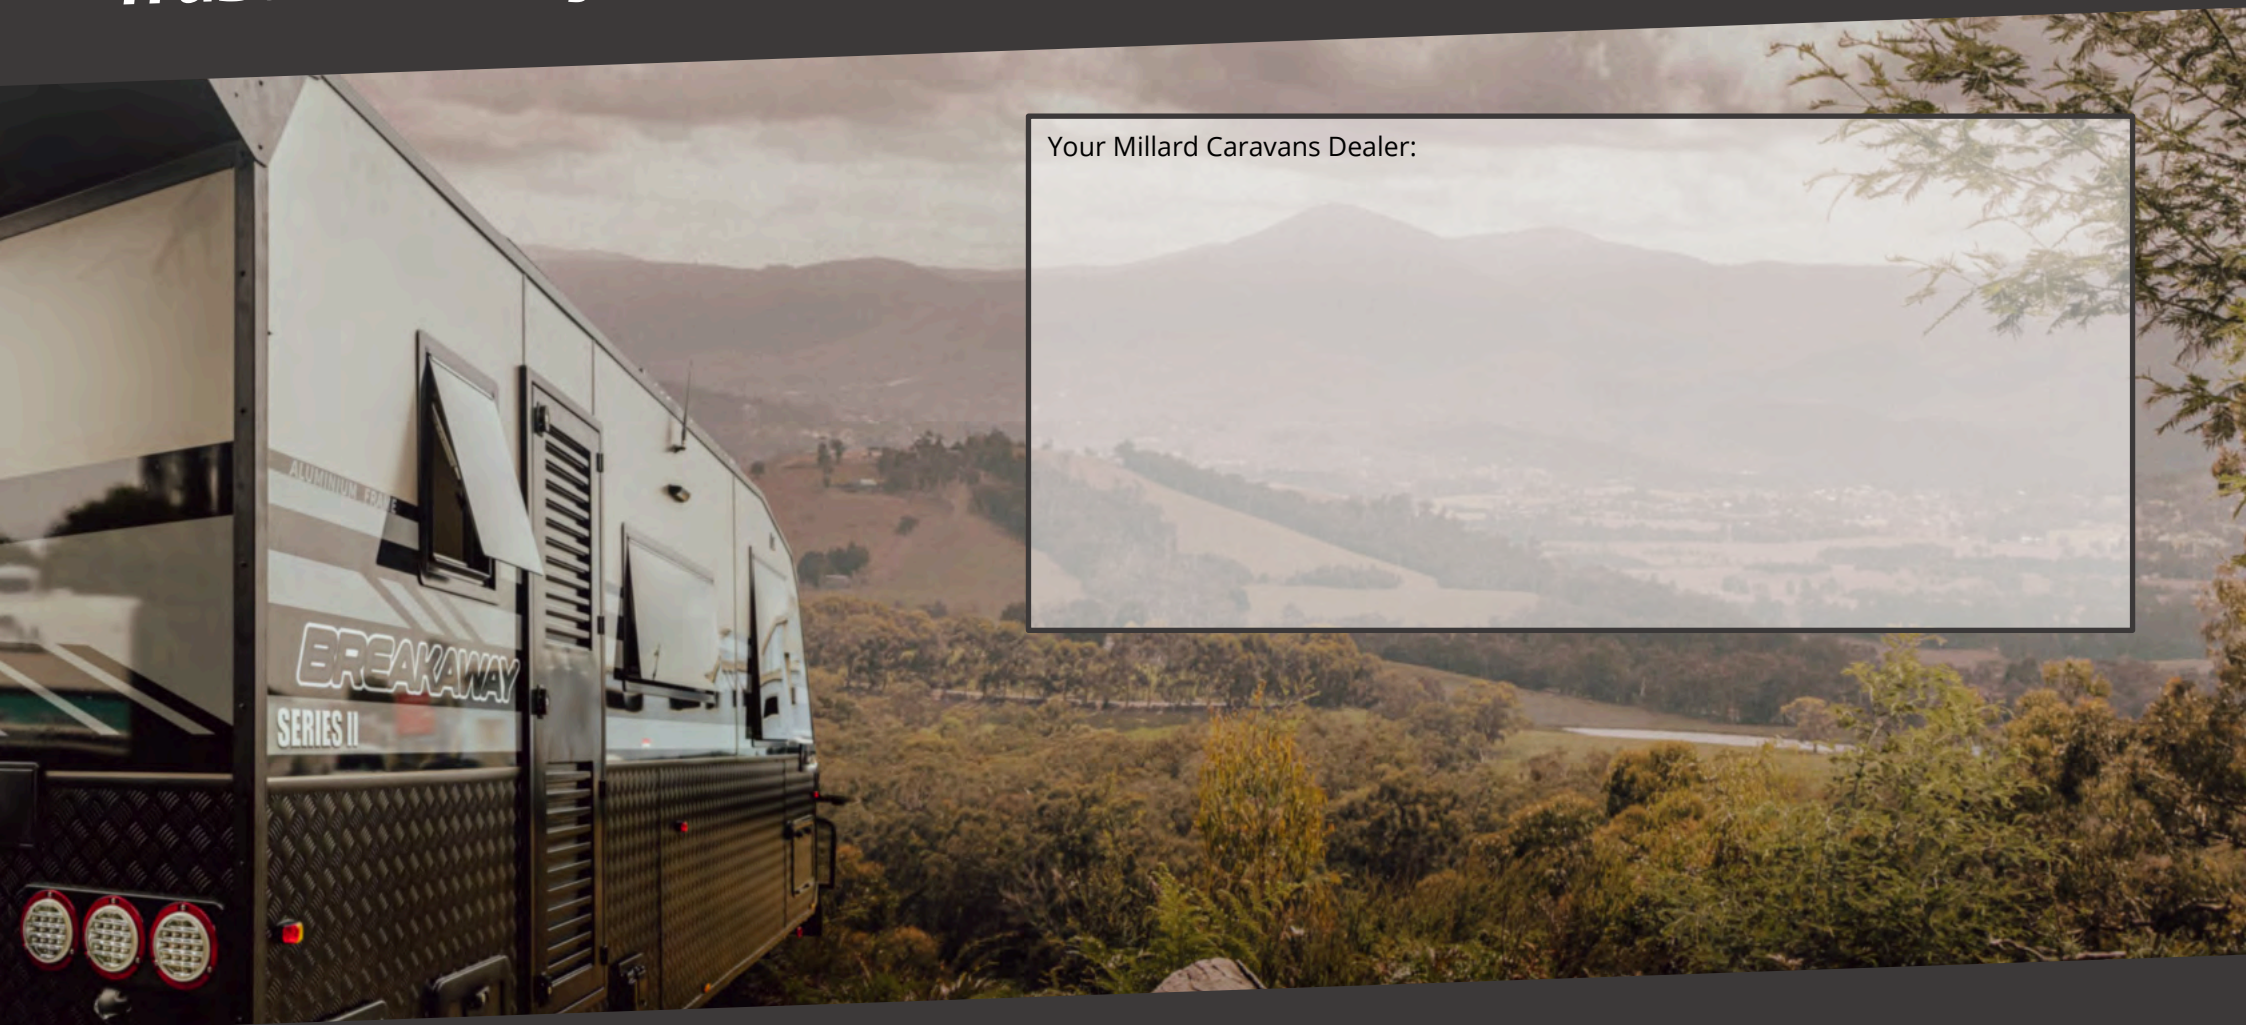 Your Millard Caravans Dealer:
ALUMINIUM FRAME
BREAKAWAY
SERIES II